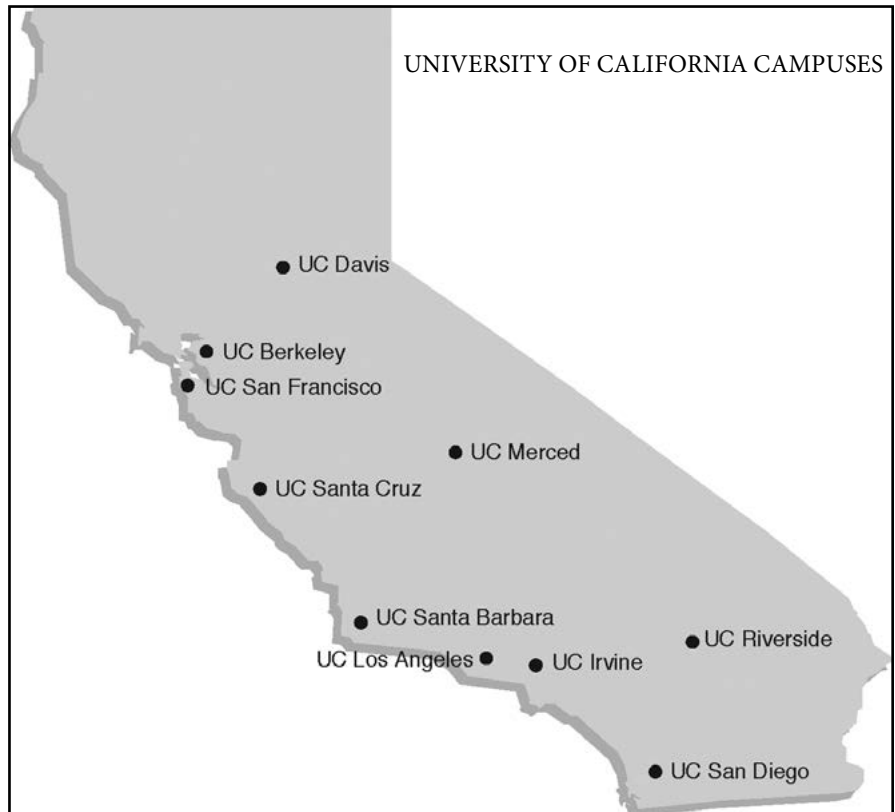 UNIVERSITY OF CALIFORNIA CAMPUSES
UC Davis
UC Berkeley
UC San Francisco
UC Merced
UC Santa Cruz
UC Santa Barbara
UC Los Angeles
UC Irvine
UC Riverside
UC San Diego